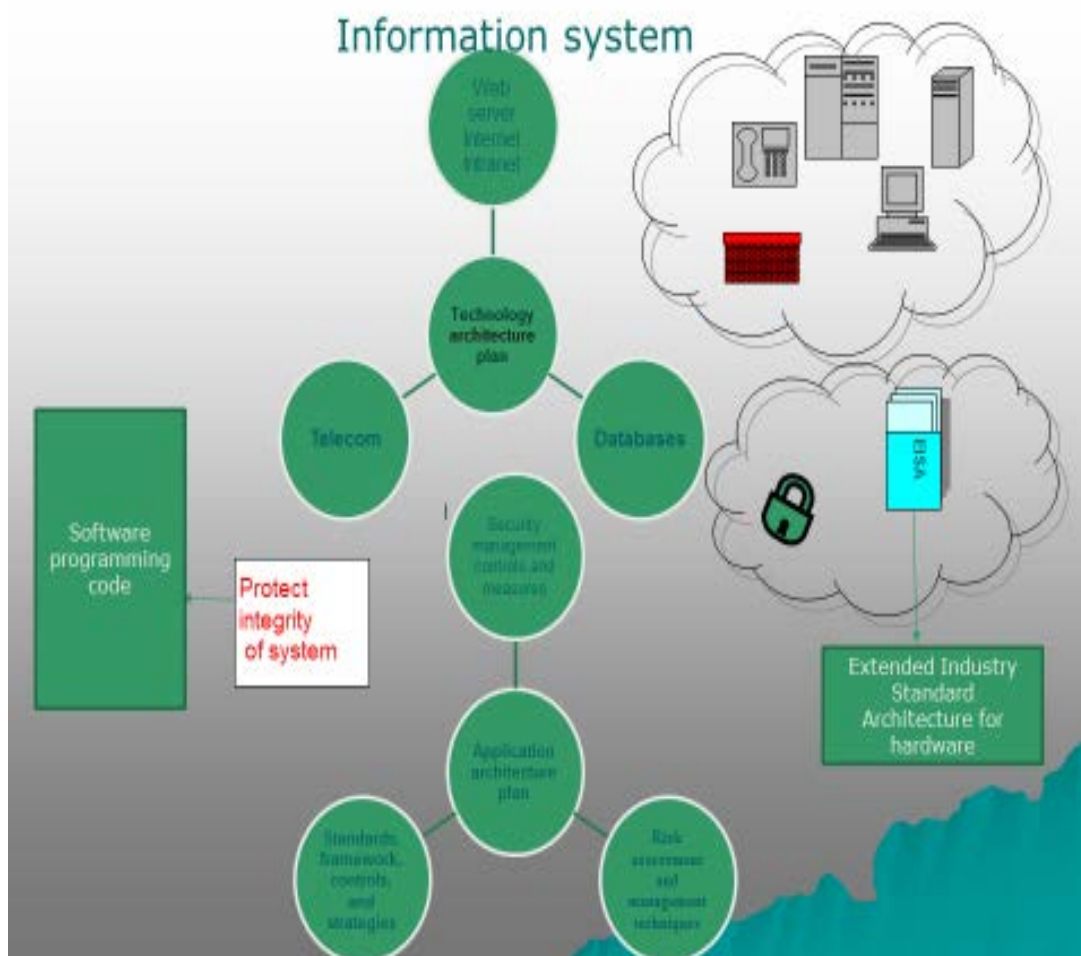 Information system
Web
server
Internet
Intranet
Technology
architecture
plan
Telecom
Databases
Software
programming
code
Protect
integrity
of system
Security
management
controls and
measures
EISA
Extended Industry
Standard
Architecture for
hardware
Application
architecture
plan
Standards,
framework,
controls,
and
strategies
Risk
assessment
and
management
techniques